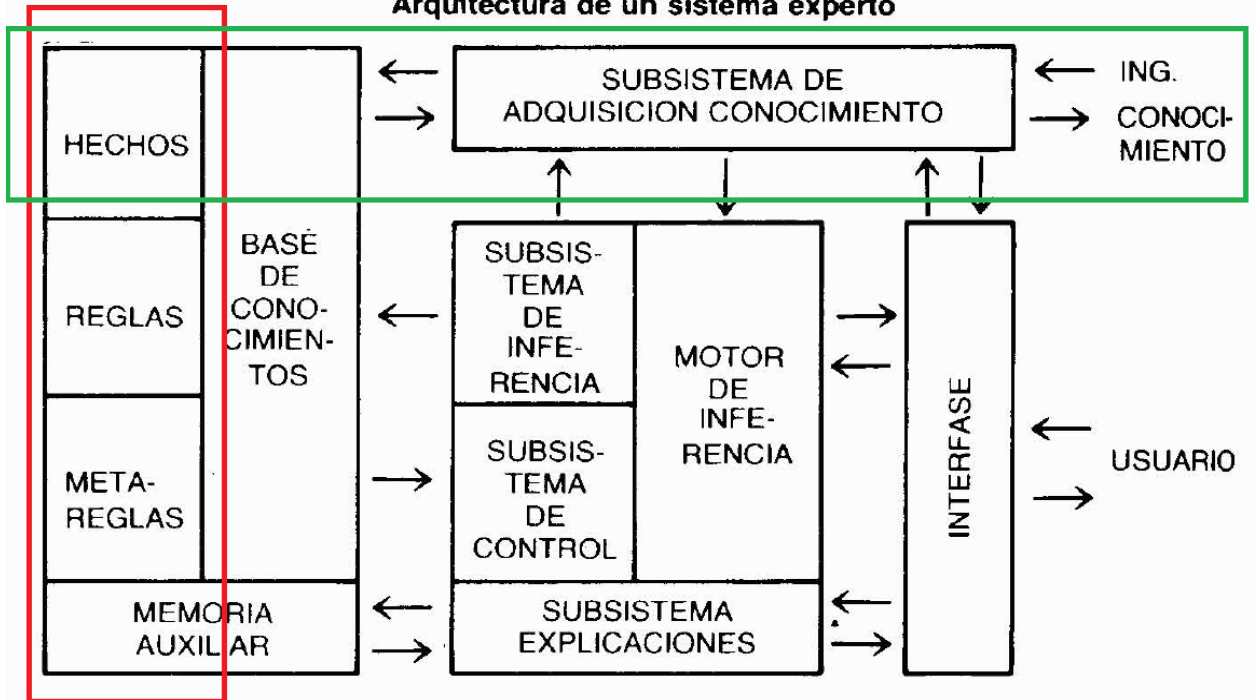 Arquitectura de un sistema experto
HECHOS
REGLAS
META-
REGLAS
BASÉ
DE
CONO-
CIMIEN-
TOS
MEMORIA
AUXILIAR
SUBSISTEMA DE
ADQUISICION CONOCIMIENTO
SUBSIS-
TEMA
DE
INFE-
RENCIA
SUBSIS-
TEMA
DE
CONTROL
MOTOR
DE
INFE-
RENCIA
SUBSISTEMA
EXPLICACIONES
INTERFASE
ING.
CONOCI-
MIENTO
USUARIO